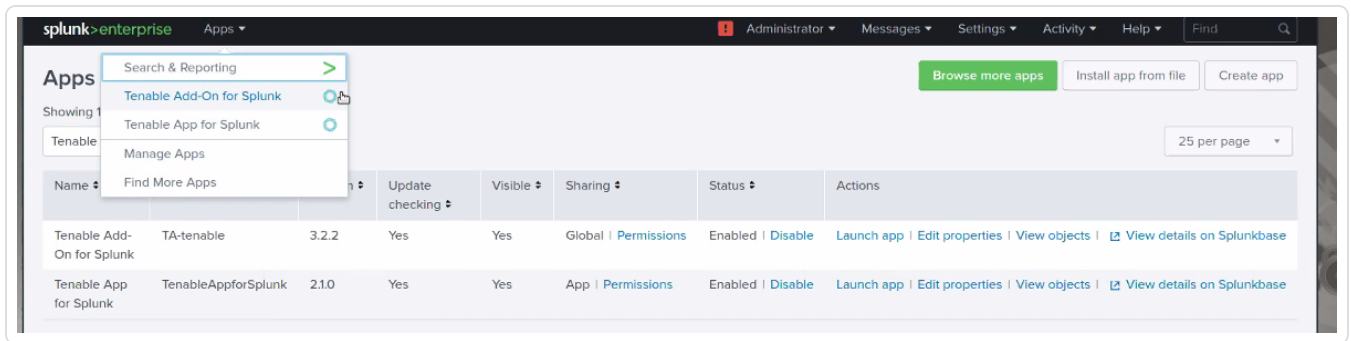 splunk>enterprise Apps Administrator Messages Settings Activity Help Find
Search & Reporting
Apps Browse more apps Install app from file Create app
Tenable Add-On for Splunk
Showing 1
Tenable App for Splunk
Tenable 25 per page
Manage Apps
Find More Apps
Name n Update checking Visible Sharing Status Actions
Tenable Add-On for Splunk TA-tenable 3.2.2 Yes Yes Global | Permissions Enabled | Disable Launch app | Edit properties | View objects | View details on Splunkbase
Tenable App for Splunk TenableAppforSplunk 2.1.0 Yes Yes App | Permissions Enabled | Disable Launch app | Edit properties | View objects | View details on Splunkbase